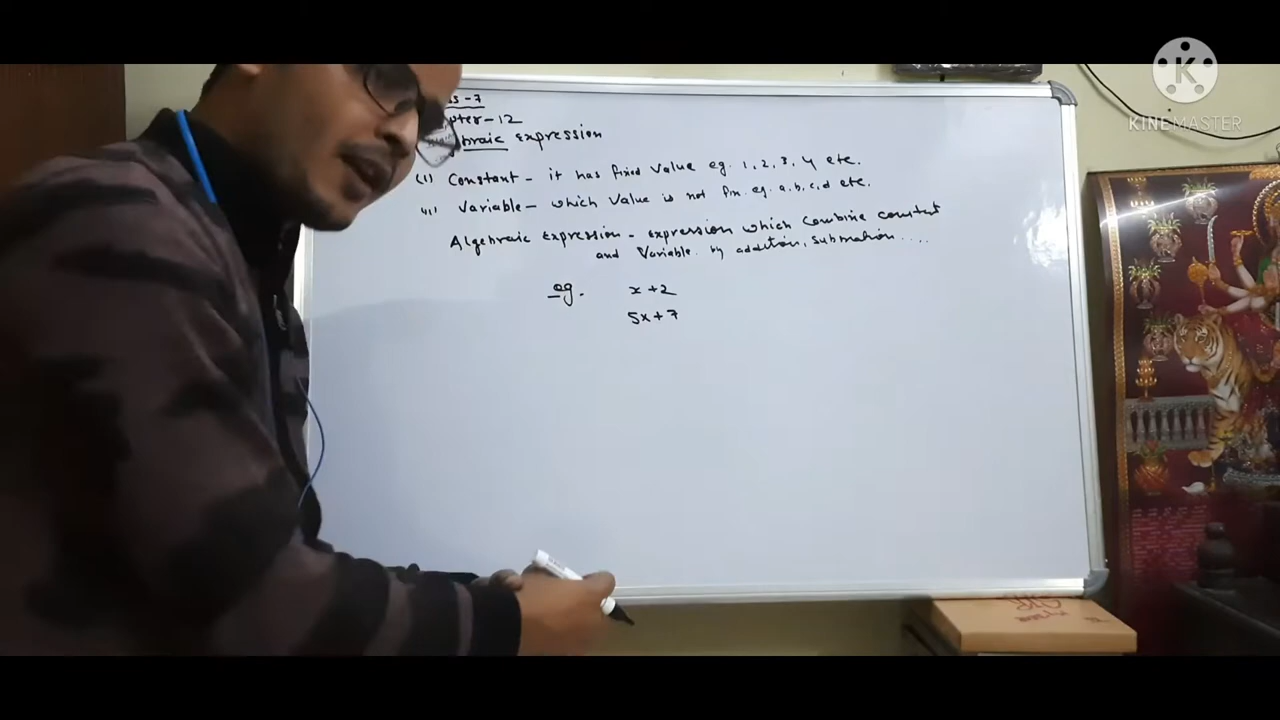 ss-7
pter-12
braic expression
(i) Constant - it has fixed value eg. 1, 2, 3, 4 etc.
(ii) Variable - which value is not fix. eg. a, b, c, d etc.
Algebraic Expression - expression which combine constant
and variable by addition,
eg. x+2
5x+7
KINEMASTER